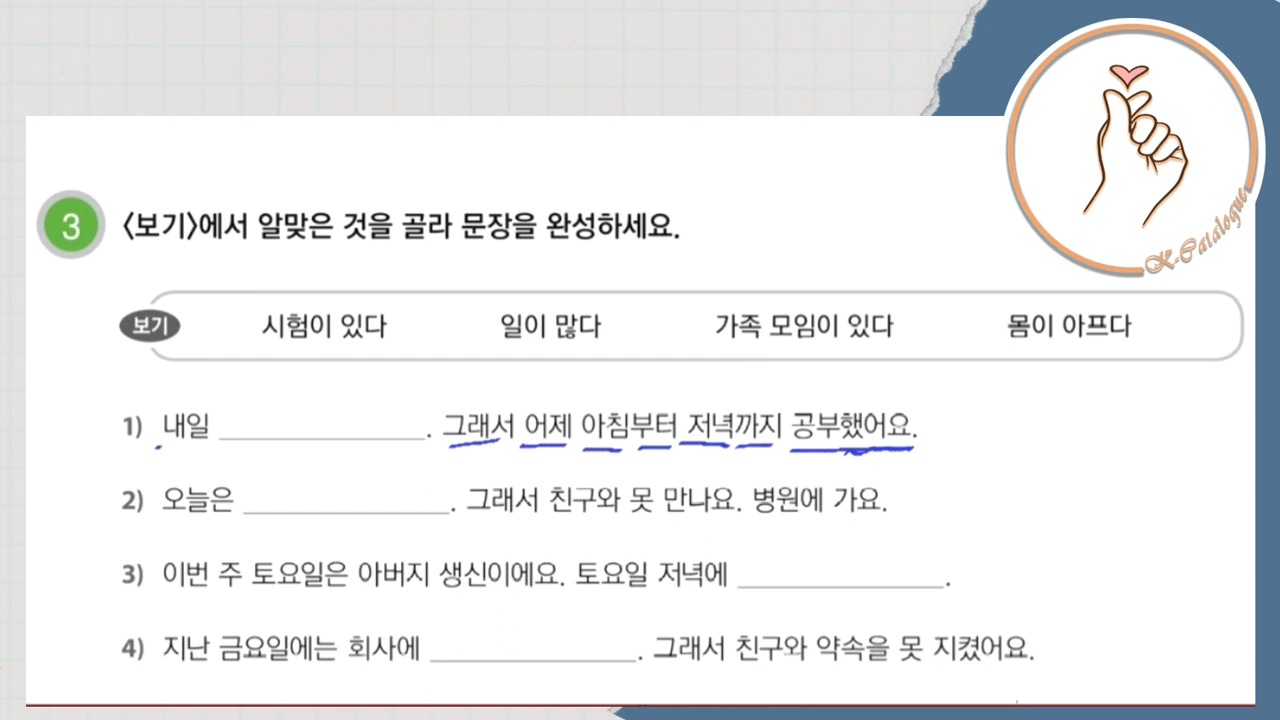 K-Catalogue
3 〈보기〉에서 알맞은 것을 골라 문장을 완성하세요.
보기 시험이 있다 일이 많다 가족 모임이 있다 몸이 아프다
1) 내일 ______________. 그래서 어제 아침부터 저녁까지 공부했어요.
2) 오늘은 ______________. 그래서 친구와 못 만나요. 병원에 가요.
3) 이번 주 토요일은 아버지 생신이에요. 토요일 저녁에 ______________.
4) 지난 금요일에는 회사에 ______________. 그래서 친구와 약속을 못 지켰어요.